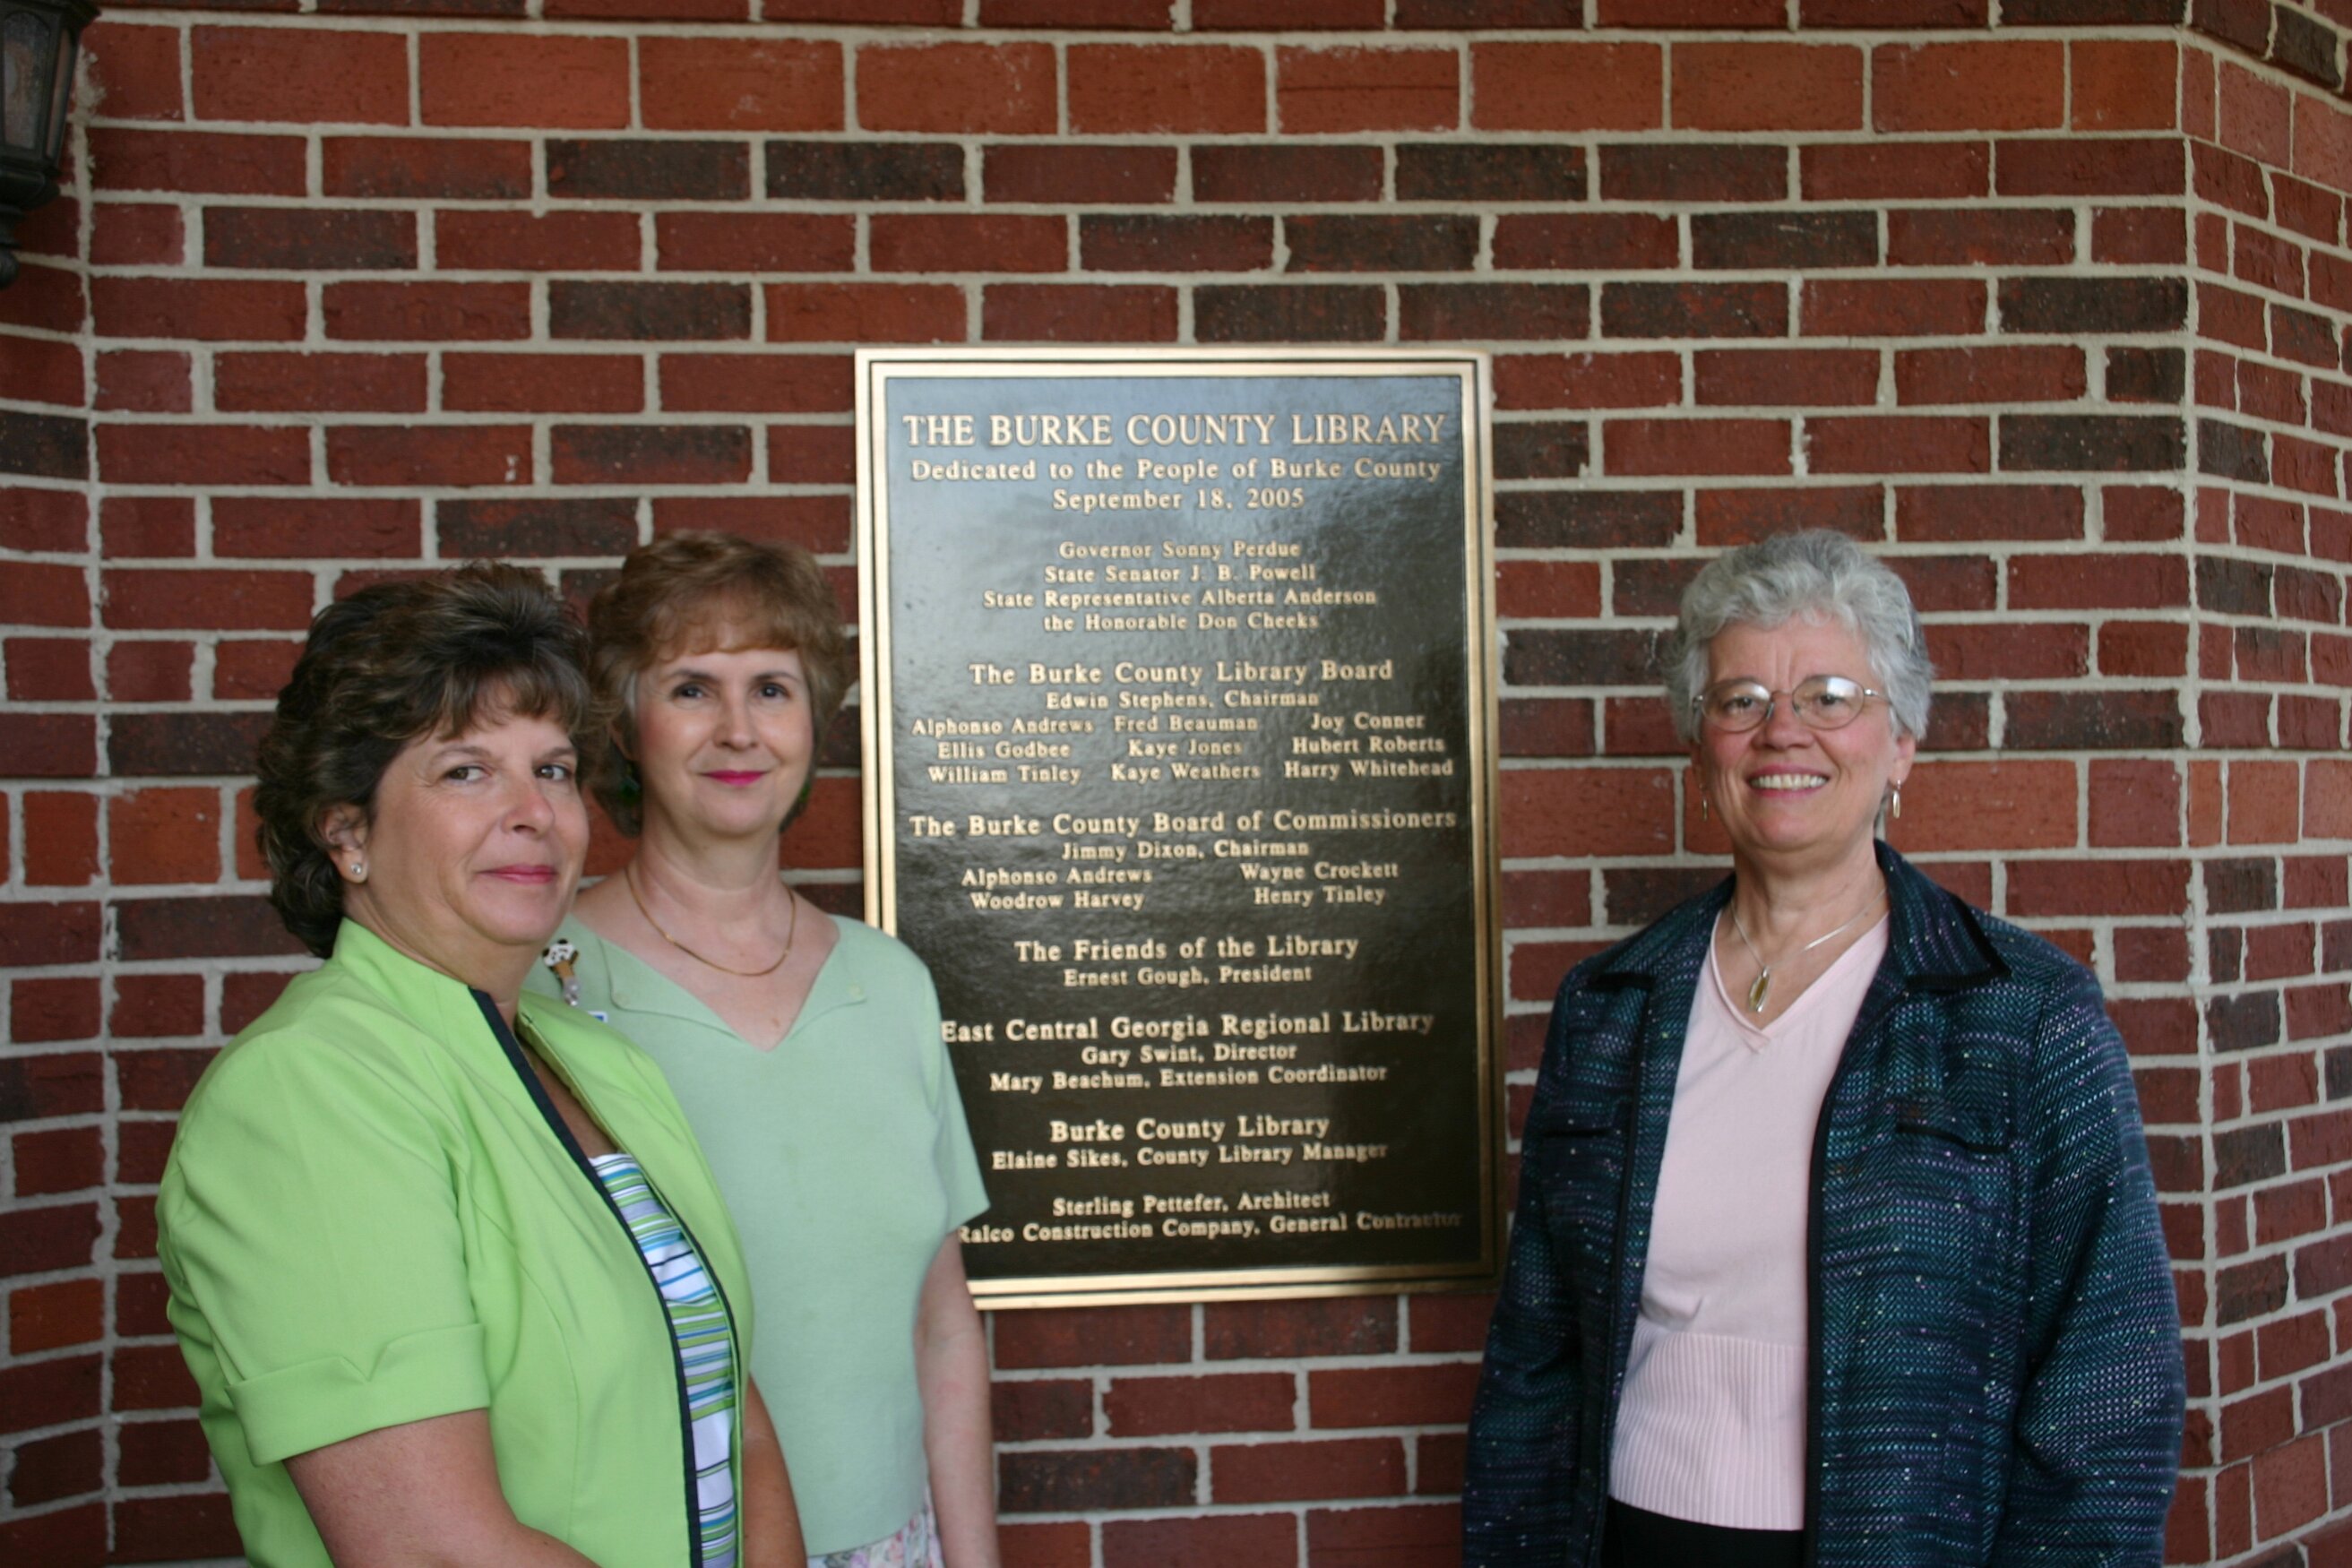 THE BURKE COUNTY LIBRARY
Dedicated to the People of Burke County
September 18, 2005
Governor Sonny Perdue
State Senator J. B. Powell
State Representative Alberta Anderson
the Honorable Don Cheeks
The Burke County Library Board
Edwin Stephens, Chairman
Alphonso Andrews Fred Beauman Joy Conner
Ellis Godbee Kaye Jones Hubert Roberts
William Tinley Kaye Weathers Harry Whitehead
The Burke County Board of Commissioners
Jimmy Dixon, Chairman
Alphonso Andrews Wayne Crockett
Woodrow Harvey Henry Tinley
The Friends of the Library
Ernest Gough, President
East Central Georgia Regional Library
Gary Swint, Director
Mary Beachum, Extension Coordinator
Burke County Library
Elaine Sikes, County Library Manager
Sterling Pettefer, Architect
Ralco Construction Company, General Contractor